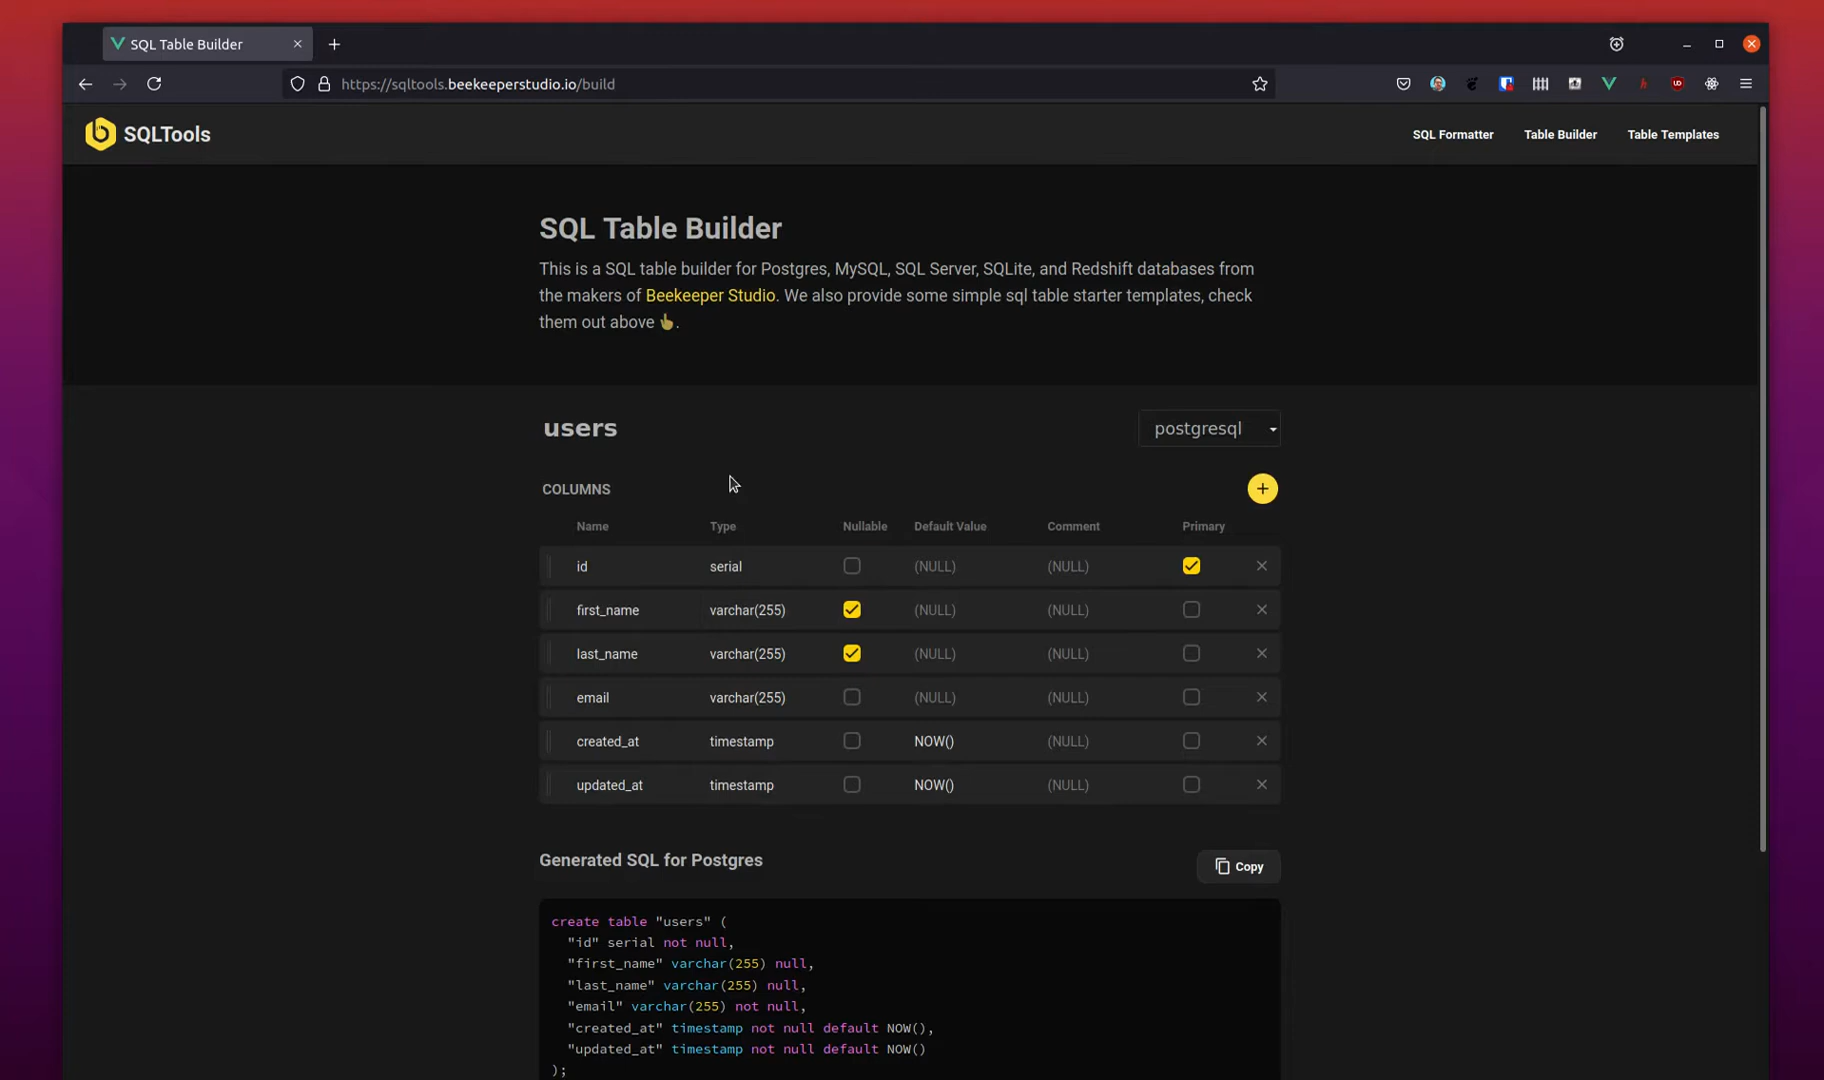 SQL Table Builder
https://sqltools.beekeeperstudio.io/build
SQLTools
SQL Formatter Table Builder Table Templates
SQL Table Builder
This is a SQL table builder for Postgres, MySQL, SQL Server, SQLite, and Redshift databases from
the makers of Beekeeper Studio. We also provide some simple sql table starter templates, check
them out above 👆.
users
postgresql
COLUMNS
Name Type Nullable Default Value Comment Primary
id serial (NULL) (NULL)
first_name varchar(255) (NULL) (NULL)
last_name varchar(255) (NULL) (NULL)
email varchar(255) (NULL) (NULL)
created_at timestamp NOW() (NULL)
updated_at timestamp NOW() (NULL)
Generated SQL for Postgres
Copy
create table "users" (
"id" serial not null,
"first_name" varchar(255) null,
"last_name" varchar(255) null,
"email" varchar(255) not null,
"created_at" timestamp not null default NOW(),
"updated_at" timestamp not null default NOW()
);